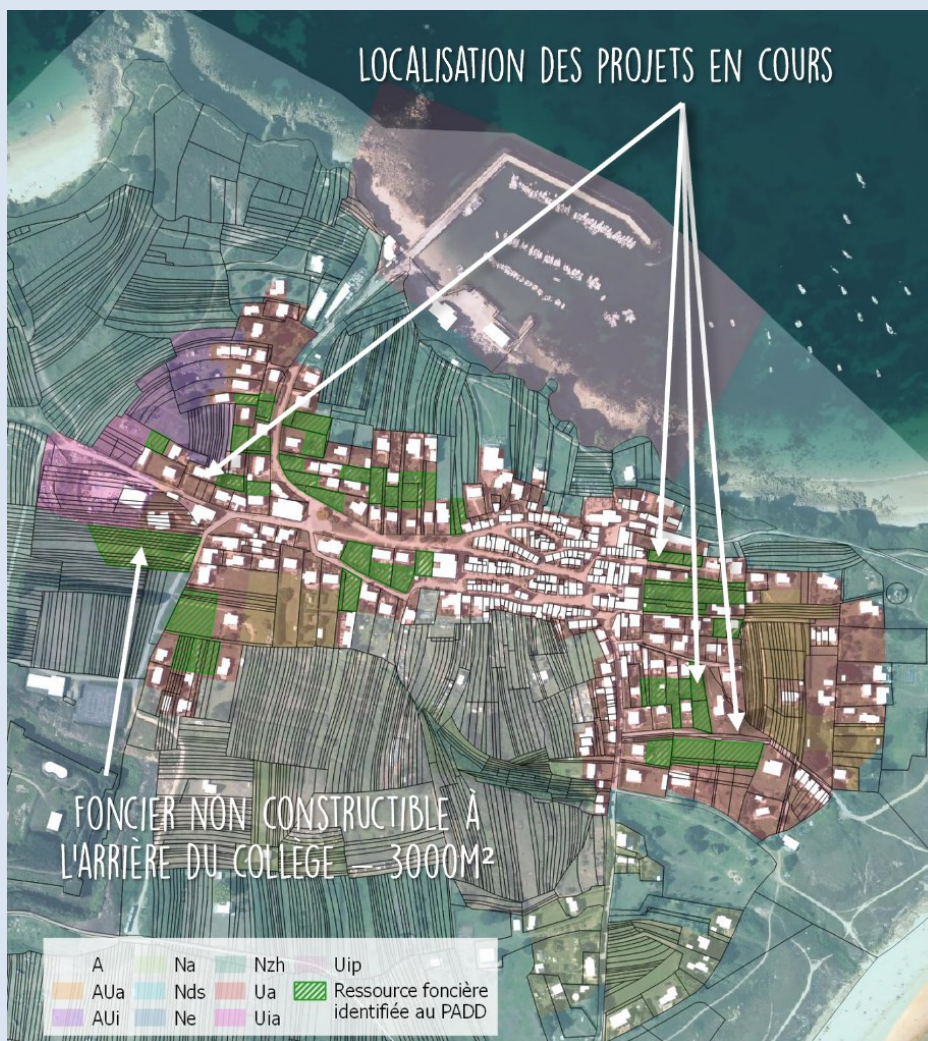 LOCALISATION DES PROJETS EN COURS
FONCIER NON CONSTRUCTIBLE À
L'ARRIÈRE DU COLLÈGE - 3000M²
A
AUa
AUi
Na
Nds
Ne
Nzh
Ua
Uia
Uip
Ressource foncière
identifiée au PADD